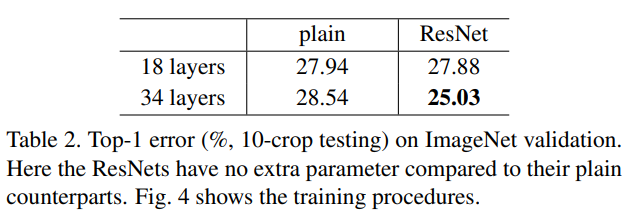 plain ResNet
18 layers 27.94 27.88
34 layers 28.54 25.03
Table 2. Top-1 error (%, 10-crop testing) on ImageNet validation.
Here the ResNets have no extra parameter compared to their plain
counterparts. Fig. 4 shows the training procedures.